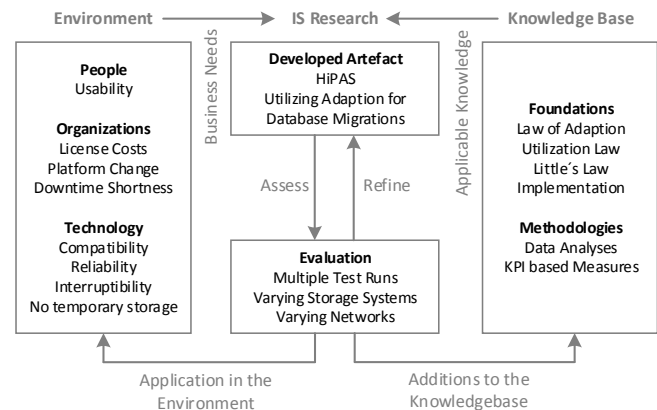 Environment
IS Research
Knowledge Base
People
Usability
Organizations
License Costs
Platform Change
Downtime Shortness
Technology
Compatibility
Reliability
Interruptibility
No temporary storage
Business Needs
Developed Artefact
HiPAS
Utilizing Adaption for
Database Migrations
Assess
Refine
Evaluation
Multiple Test Runs
Varying Storage Systems
Varying Networks
Applicable Knowledge
Foundations
Law of Adaption
Utilization Law
Little´s Law
Implementation
Methodologies
Data Analyses
KPI based Measures
Application in the
Environment
Additions to the
Knowledgebase